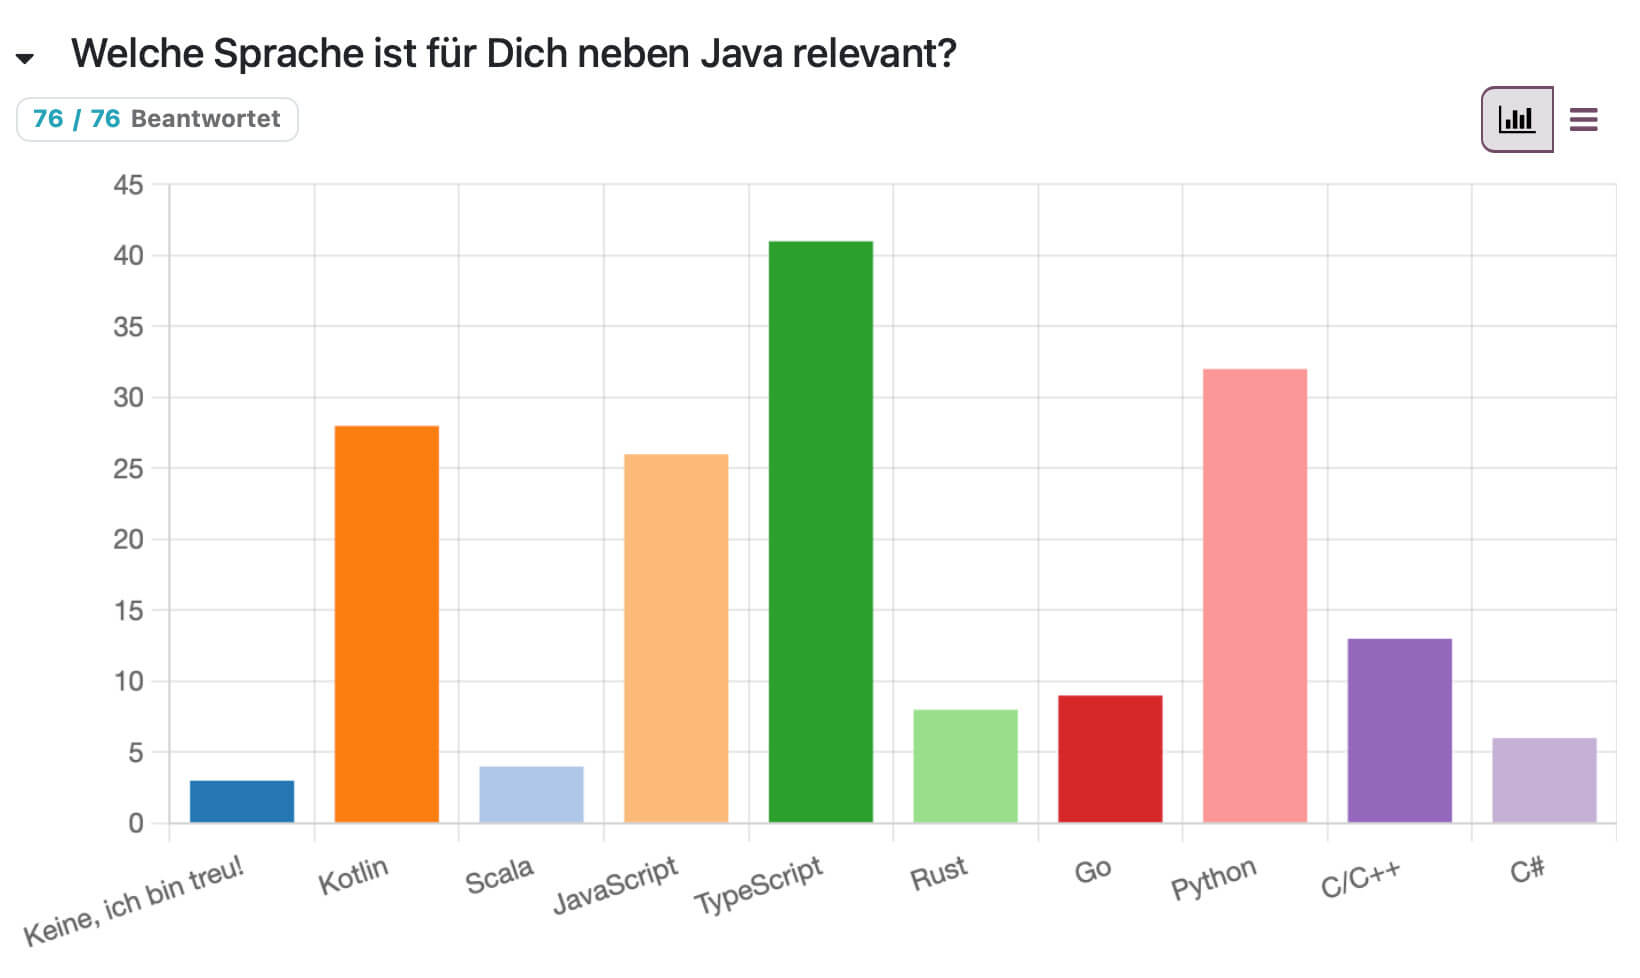 Welche Sprache ist für Dich neben Java relevant?
76 / 76 Beantwortet
45
40
35
30
25
20
15
10
5
0
Keine, ich bin treu!
Kotlin
Scala
JavaScript
TypeScript
Rust
Go
Python
C/C++
C#